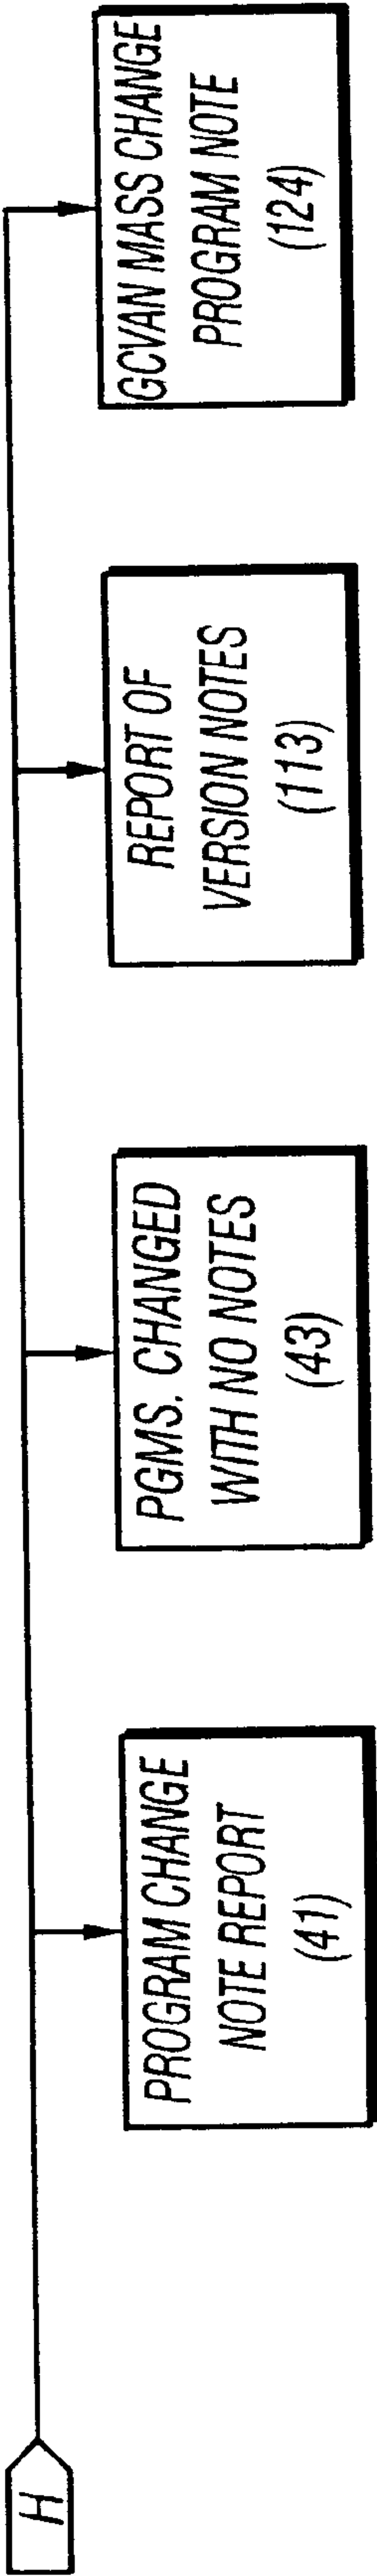 H
PROGRAM CHANGE
NOTE REPORT
(41)
PGMS. CHANGED
WITH NO NOTES
(43)
REPORT OF
VERSION NOTES
(113)
GCVAN MASS CHANGE
PROGRAM NOTE
(124)